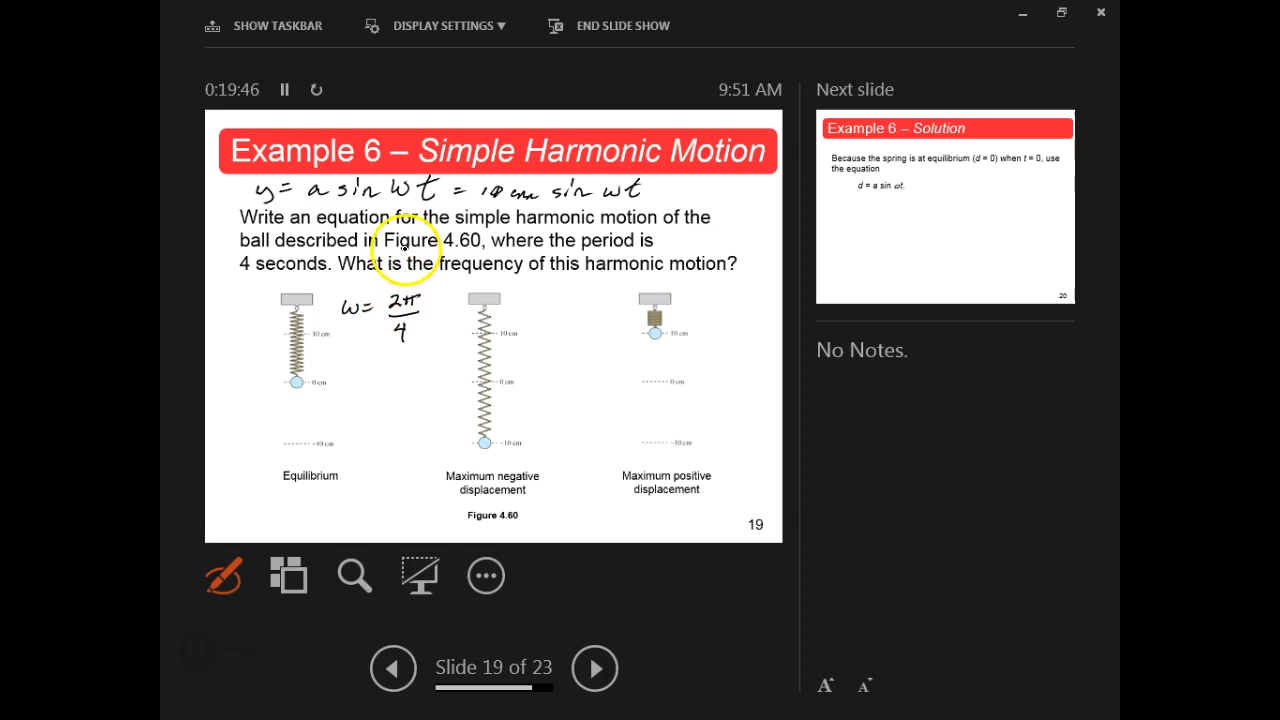 SHOW TASKBAR
DISPLAY SETTINGS ▼
END SLIDE SHOW
0:19:46
9:51 AM
Example 6 – Simple Harmonic Motion
y = a sin ωt = 10 cm sin ωt
Write an equation for the simple harmonic motion of the
ball described in Figure 4.60, where the period is
4 seconds. What is the frequency of this harmonic motion?
ω = 2π/4
10 cm
0 cm
–10 cm
Equilibrium
10 cm
0 cm
–10 cm
Maximum negative
displacement
10 cm
0 cm
–10 cm
Maximum positive
displacement
Figure 4.60
19
Next slide
Example 6 – Solution
Because the spring is at equilibrium (d = 0) when t = 0, use
the equation
d = a sin ωt.
20
No Notes.
Slide 19 of 23
A A